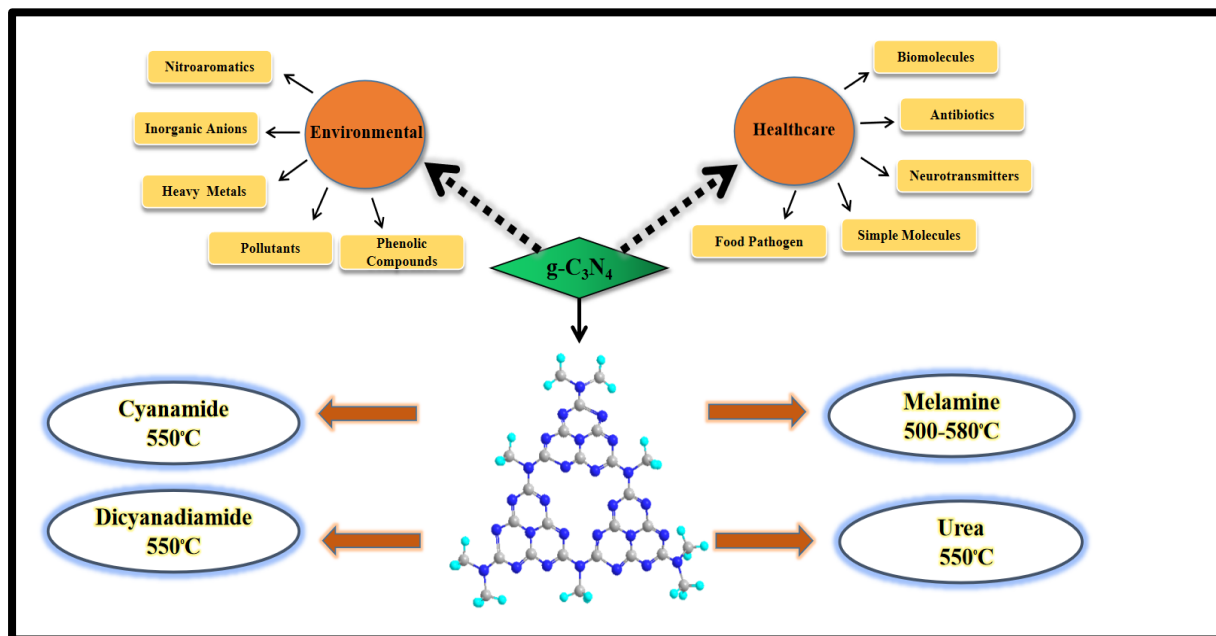 Nitroaromatics
Inorganic Anions
Heavy Metals
Pollutants
Phenolic
Compounds
Environmental
Healthcare
Biomolecules
Antibiotics
Neurotransmitters
Simple Molecules
Food Pathogen
g-C₃N₄
Cyanamide
550°C
Melamine
500-580°C
Dicyanadiamide
550°C
Urea
550°C